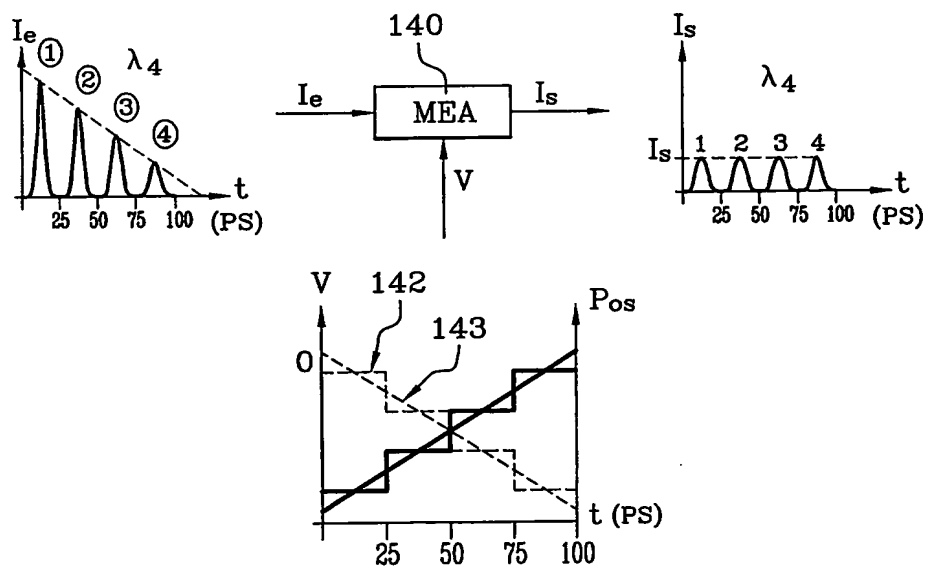 Ie λ4
① ② ③ ④
25 50 75 100
t
(PS)
140
Ie MEA Is
V
Is λ4
Is 1 2 3 4
25 50 75 100
t
(PS)
V 142 Pos
143
0
t (PS)
25 50 75 100